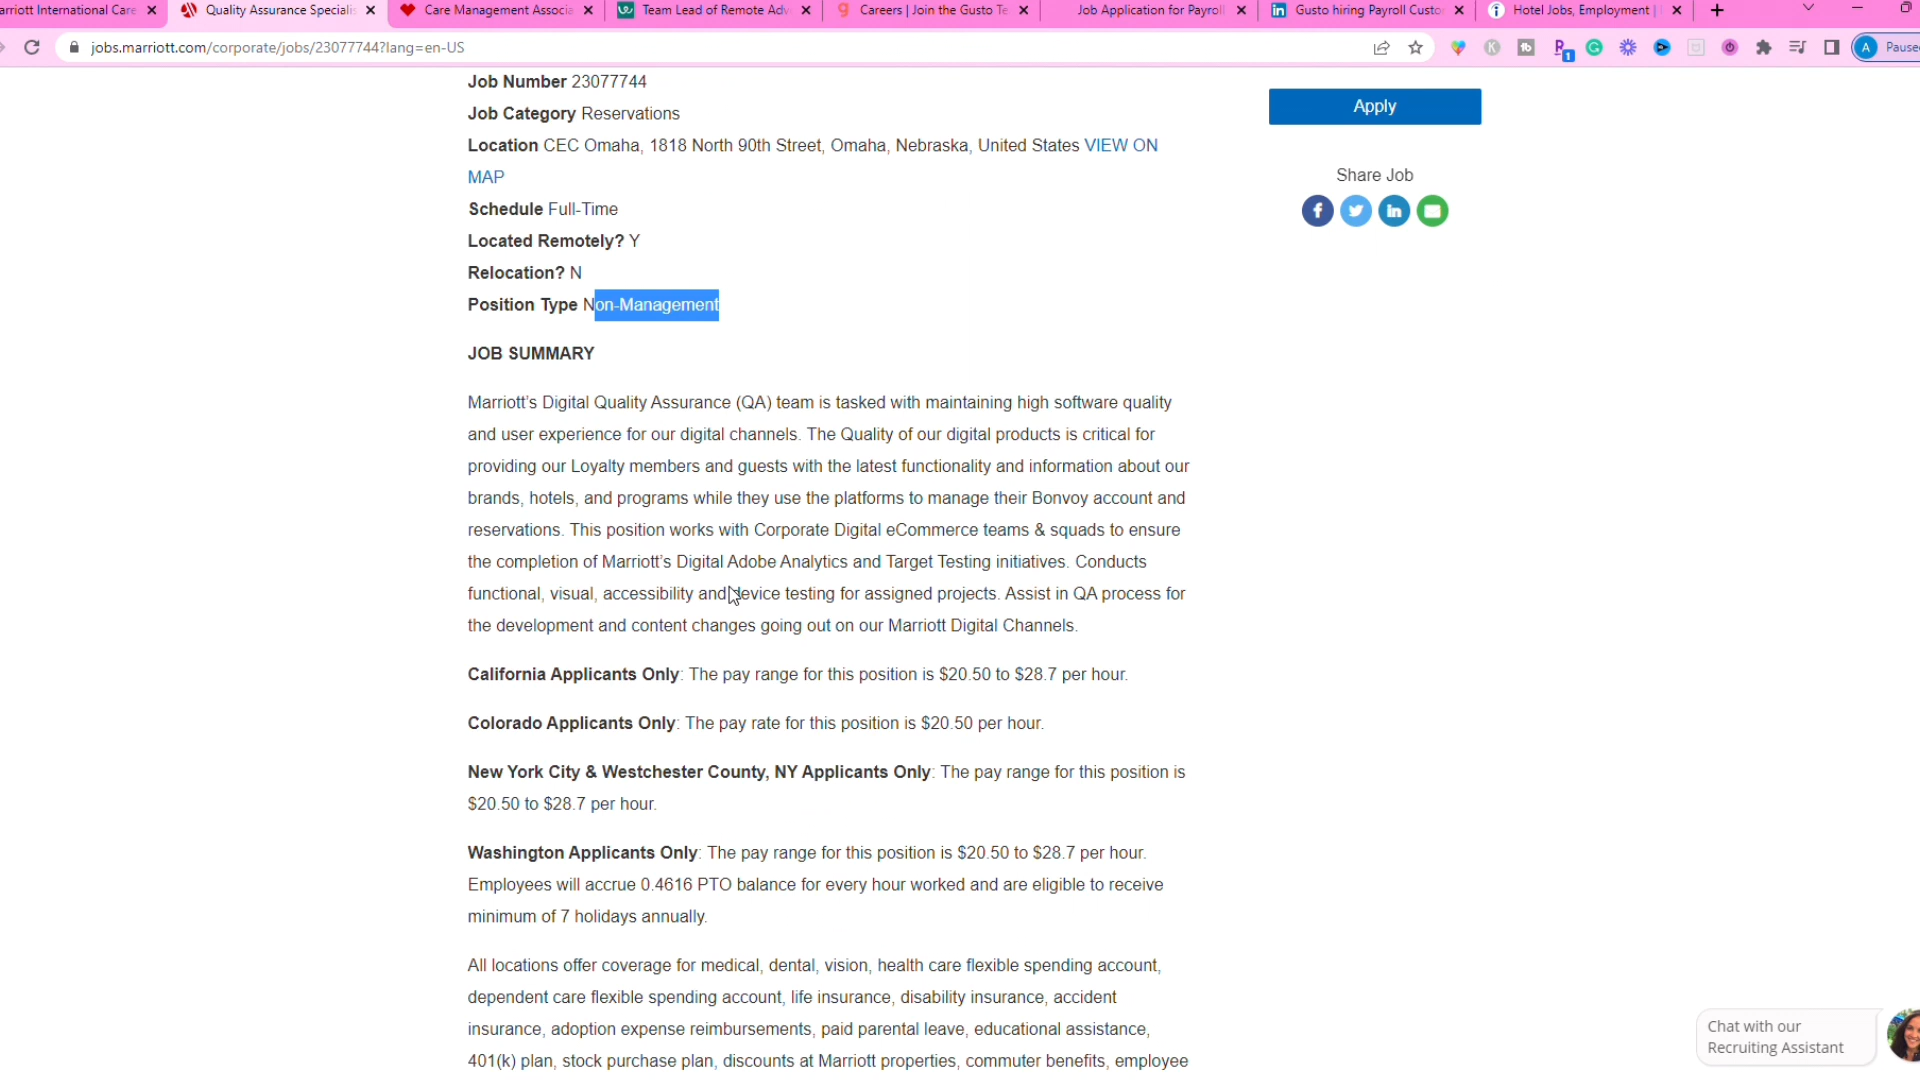 arriott International Care
Quality Assurance Specialis
Care Management Associa
Team Lead of Remote Adv
Careers | Join the Gusto Te
Job Application for Payroll
Gusto hiring Payroll Custo
Hotel Jobs, Employment |
jobs.marriott.com/corporate/jobs/23077744?lang=en-US
A Pause
Job Number 23077744
Job Category Reservations
Location CEC Omaha, 1818 North 90th Street, Omaha, Nebraska, United States VIEW ON
MAP
Schedule Full-Time
Located Remotely? Y
Relocation? N
Position Type Non-Management
Apply
Share Job
JOB SUMMARY
Marriott's Digital Quality Assurance (QA) team is tasked with maintaining high software quality
and user experience for our digital channels. The Quality of our digital products is critical for
providing our Loyalty members and guests with the latest functionality and information about our
brands, hotels, and programs while they use the platforms to manage their Bonvoy account and
reservations. This position works with Corporate Digital eCommerce teams & squads to ensure
the completion of Marriott's Digital Adobe Analytics and Target Testing initiatives. Conducts
functional, visual, accessibility and device testing for assigned projects. Assist in QA process for
the development and content changes going out on our Marriott Digital Channels.
California Applicants Only: The pay range for this position is $20.50 to $28.7 per hour.
Colorado Applicants Only: The pay rate for this position is $20.50 per hour.
New York City & Westchester County, NY Applicants Only: The pay range for this position is
$20.50 to $28.7 per hour.
Washington Applicants Only: The pay range for this position is $20.50 to $28.7 per hour.
Employees will accrue 0.4616 PTO balance for every hour worked and are eligible to receive
minimum of 7 holidays annually.
All locations offer coverage for medical, dental, vision, health care flexible spending account,
dependent care flexible spending account, life insurance, disability insurance, accident
insurance, adoption expense reimbursements, paid parental leave, educational assistance,
401(k) plan, stock purchase plan, discounts at Marriott properties, commuter benefits, employee
Chat with our
Recruiting Assistant